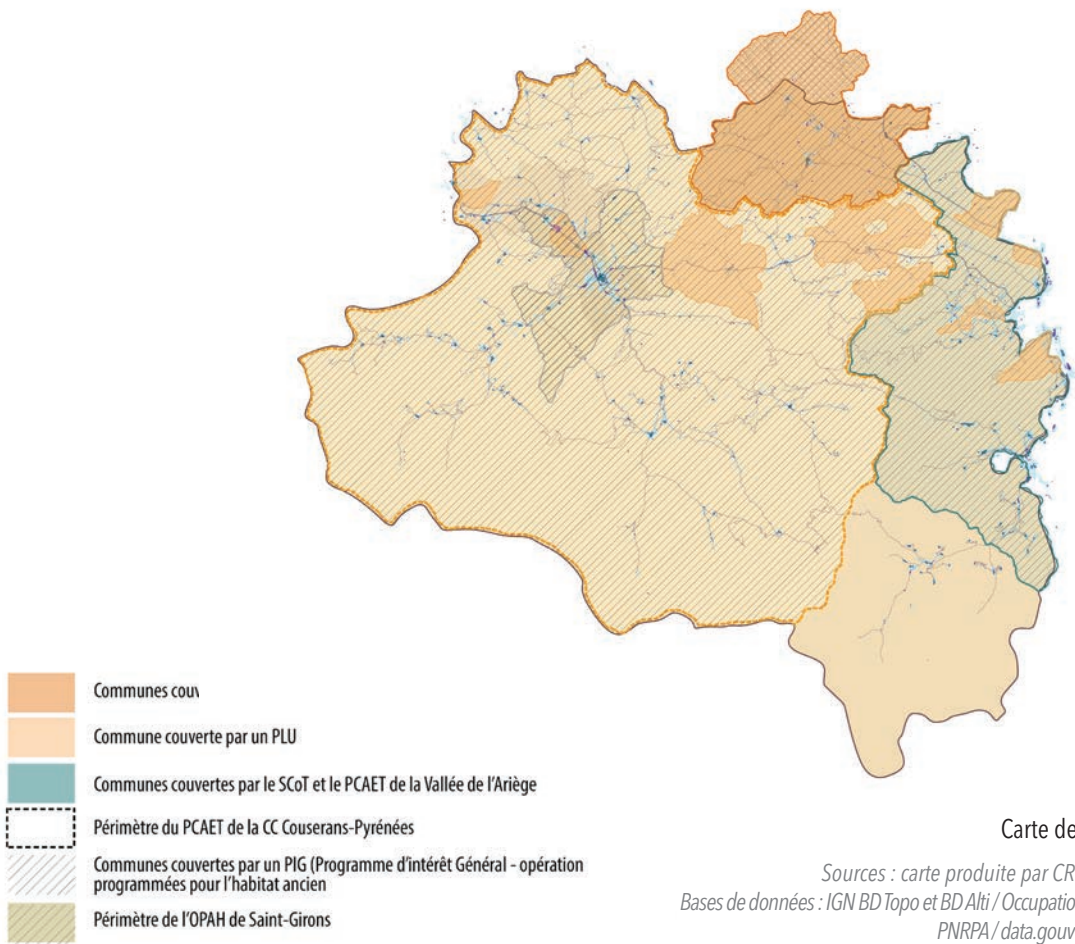 Communes couv
Commune couverte par un PLU
Communes couvertes par le SCoT et le PCAET de la Vallée de l'Ariège
Périmètre du PCAET de la CC Couserans-Pyrénées
Communes couvertes par un PIG (Programme d'intérêt Général - opération
programmées pour l'habitat ancien
Périmètre de l'OPAH de Saint-Girons
Carte de
Sources : carte produite par CR
Bases de données : IGN BD Topo et BD Alti / Occupatio
PNRPA / data.gouv